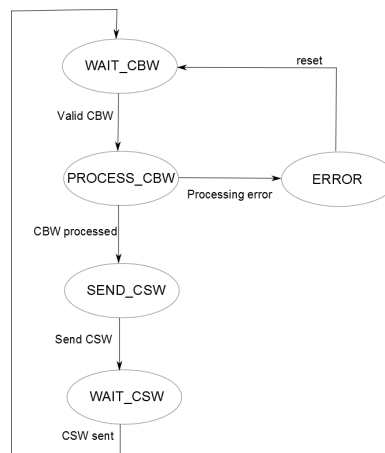 WAIT_CBW
reset
Valid CBW
PROCESS_CBW
ERROR
Processing error
CBW processed
SEND_CSW
Send CSW
WAIT_CSW
CSW sent